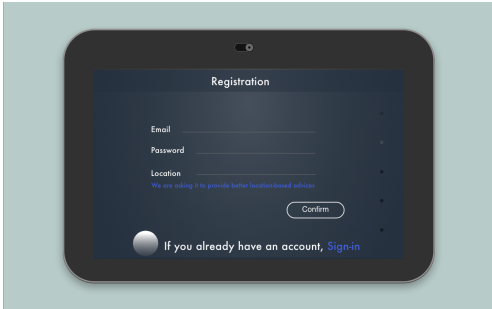 Registration
Email
Password
Location
We are asking it to provide better location-based advices
Confirm
If you already have an account, Sign-in